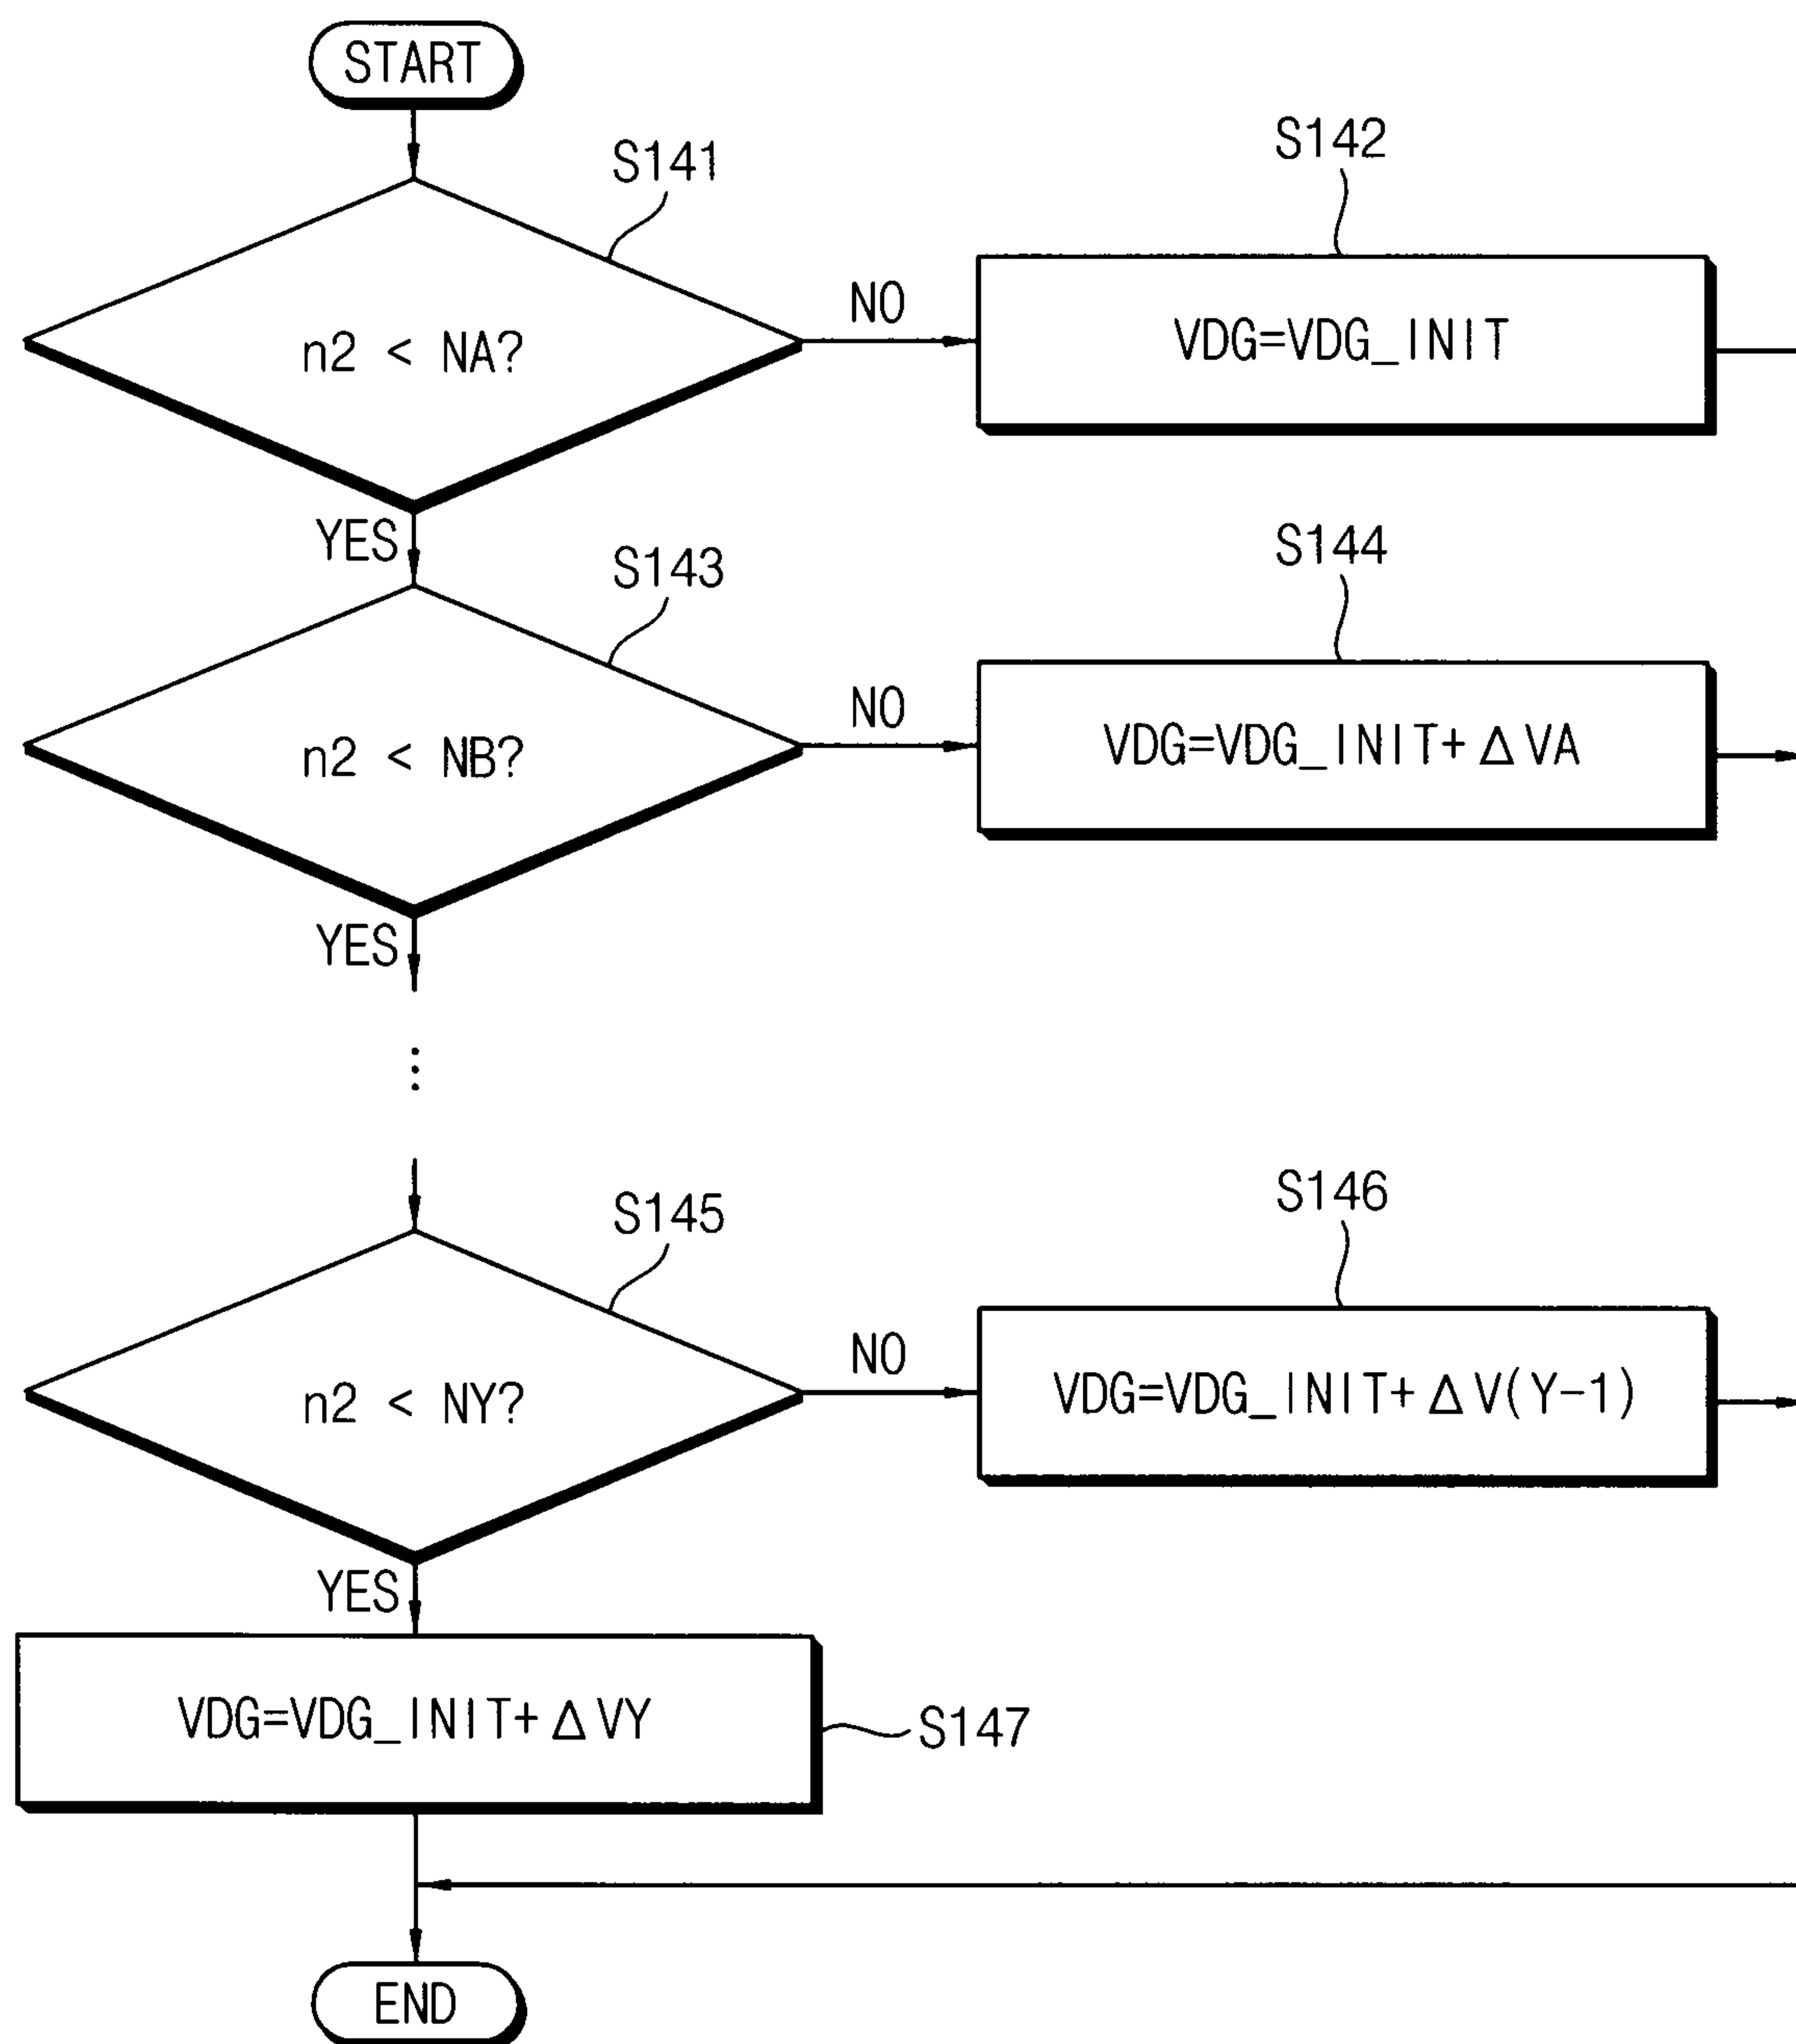 START
S141
S142
n2 < NA?
NO
VDG=VDG_INIT
YES
S143
S144
n2 < NB?
NO
VDG=VDG_INIT+ΔVA
YES
⋮
S145
S146
n2 < NY?
NO
VDG=VDG_INIT+ΔV(Y-1)
YES
VDG=VDG_INIT+ΔVY
S147
END